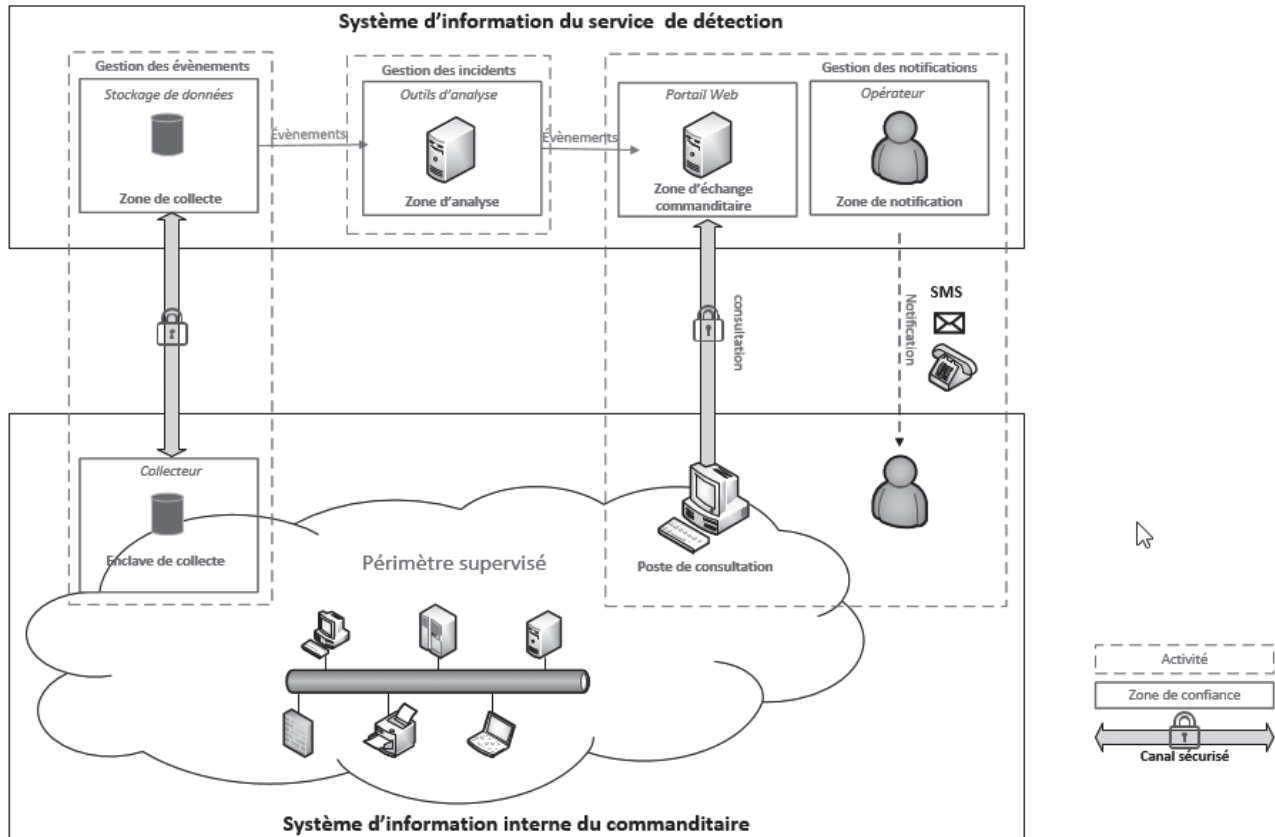 Système d'information du service de détection
Gestion des évènements
Gestion des incidents
Gestion des notifications
Stockage de données
Outils d'analyse
Portail Web
Opérateur
Évènements
Évènements
Zone de collecte
Zone d'analyse
Zone d'échange
commanditaire
Zone de notification
consultation
Notification
SMS
Collecteur
Enclave de collecte
Périmètre supervisé
Poste de consultation
Activité
Zone de confiance
Canal sécurisé
Système d'information interne du commanditaire